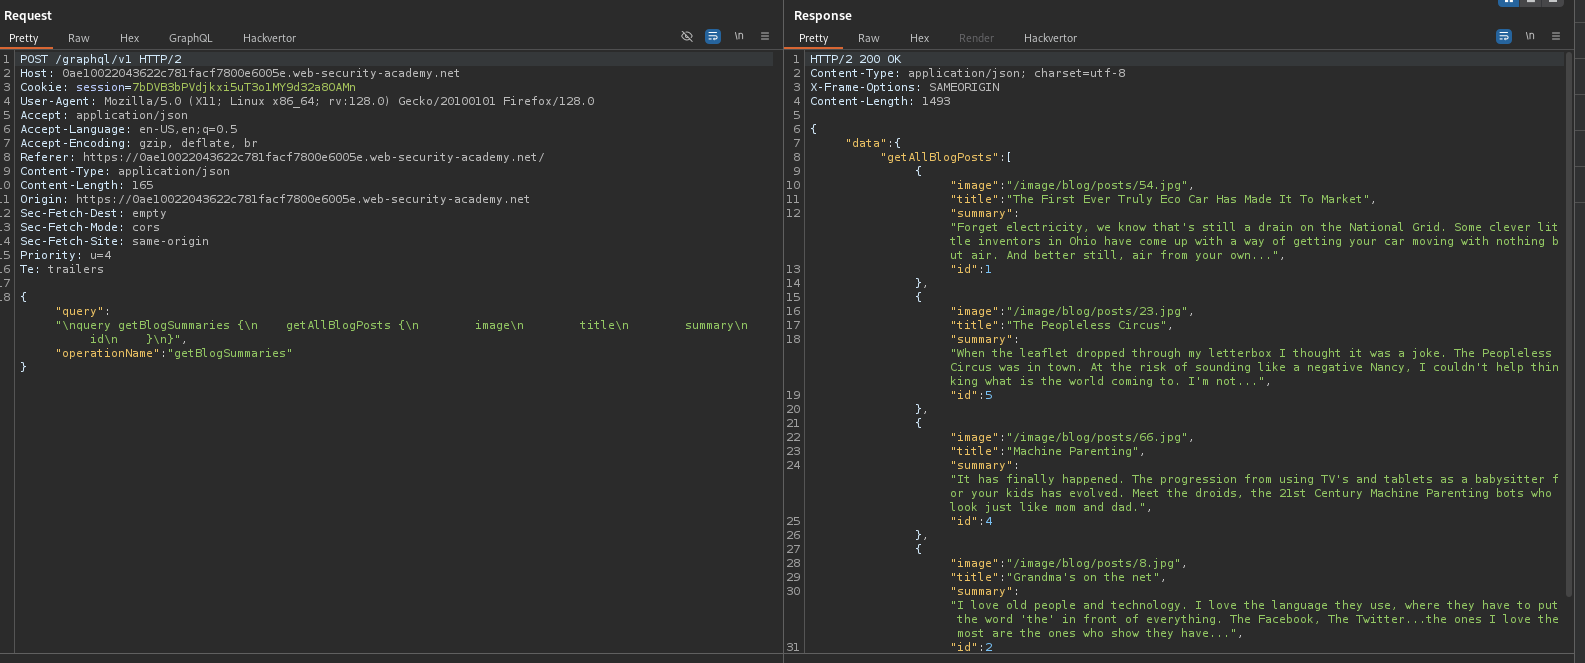 Request
Pretty Raw Hex GraphQL Hackvertor \n
1 POST /graphql/v1 HTTP/2
2 Host: 0ae10022043622c781facf7800e6005e.web-security-academy.net
3 Cookie: session=7bDVB3bPVdjkxi5uT3o1MY9d32a8OAMn
4 User-Agent: Mozilla/5.0 (X11; Linux x86_64; rv:128.0) Gecko/20100101 Firefox/128.0
5 Accept: application/json
6 Accept-Language: en-US,en;q=0.5
7 Accept-Encoding: gzip, deflate, br
8 Referer: https://0ae10022043622c781facf7800e6005e.web-security-academy.net/
9 Content-Type: application/json
10 Content-Length: 165
11 Origin: https://0ae10022043622c781facf7800e6005e.web-security-academy.net
12 Sec-Fetch-Dest: empty
13 Sec-Fetch-Mode: cors
14 Sec-Fetch-Site: same-origin
15 Priority: u=4
16 Te: trailers
17
18 {
"query":
"\nquery getBlogSummaries {\n    getAllBlogPosts {\n        image\n        title\n        summary\n
id\n    }\n}",
"operationName":"getBlogSummaries"
}
Response
Pretty Raw Hex Render Hackvertor \n
1 HTTP/2 200 OK
2 Content-Type: application/json; charset=utf-8
3 X-Frame-Options: SAMEORIGIN
4 Content-Length: 1493
5
6 {
7 "data":{
8 "getAllBlogPosts":[
9 {
10 "image":"/image/blog/posts/54.jpg",
11 "title":"The First Ever Truly Eco Car Has Made It To Market",
12 "summary":
"Forget electricity, we know that's still a drain on the National Grid. Some clever lit
tle inventors in Ohio have come up with a way of getting your car moving with nothing b
ut air. And better still, air from your own...",
13 "id":1
14 },
15 {
16 "image":"/image/blog/posts/23.jpg",
17 "title":"The Peopleless Circus",
18 "summary":
"When the leaflet dropped through my letterbox I thought it was a joke. The Peopleless
Circus was in town. At the risk of sounding like a negative Nancy, I couldn't help thin
king what is the world coming to. I'm not...",
19 "id":5
20 },
21 {
22 "image":"/image/blog/posts/66.jpg",
23 "title":"Machine Parenting",
24 "summary":
"It has finally happened. The progression from using TV's and tablets as a babysitter f
or your kids has evolved. Meet the droids, the 21st Century Machine Parenting bots who
look just like mom and dad.",
25 "id":4
26 },
27 {
28 "image":"/image/blog/posts/8.jpg",
29 "title":"Grandma's on the net",
30 "summary":
"I love old people and technology. I love the language they use, where they have to put
the word 'the' in front of everything. The Facebook, The Twitter...the ones I love the
most are the ones who show they have...",
31 "id":2